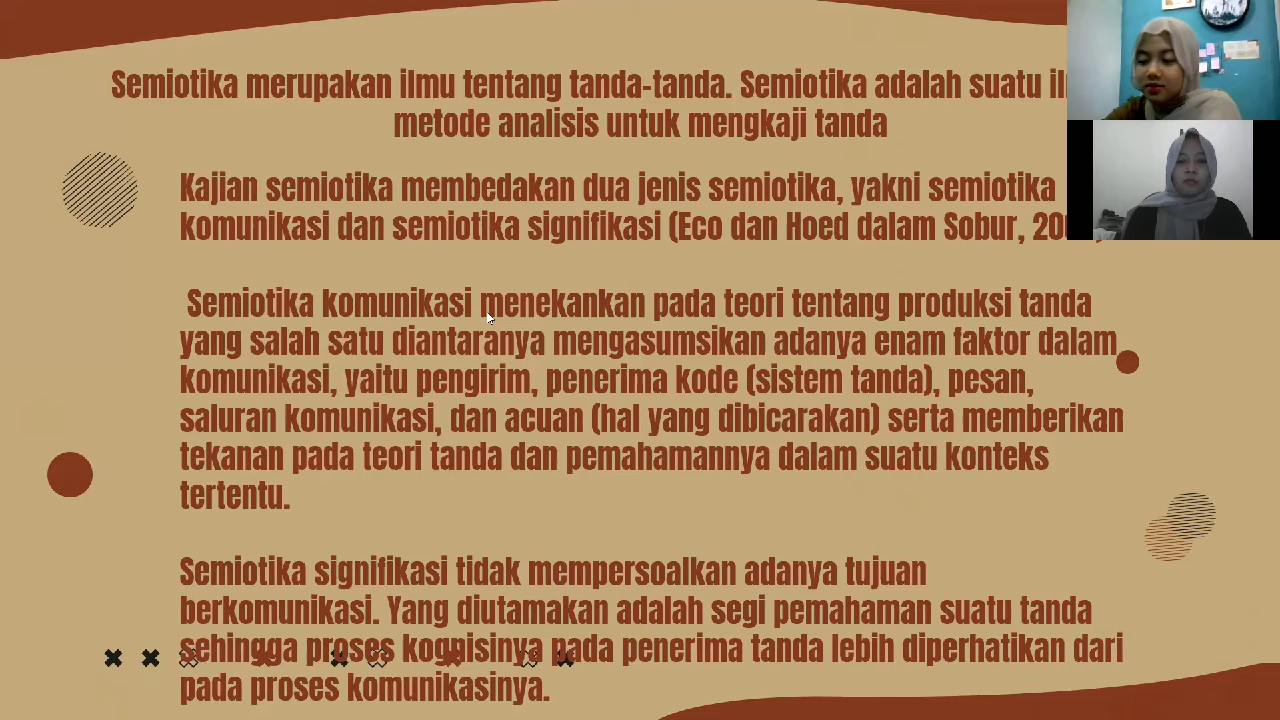 Semiotika merupakan ilmu tentang tanda-tanda. Semiotika adalah suatu
metode analisis untuk mengkaji tanda
Kajian semiotika membedakan dua jenis semiotika, yakni semiotika
komunikasi dan semiotika signifikasi (Eco dan Hoed dalam Sobur,
Semiotika komunikasi menekankan pada teori tentang produksi tanda
yang salah satu diantaranya mengasumsikan adanya enam faktor dalam
komunikasi, yaitu pengirim, penerima kode (sistem tanda), pesan,
saluran komunikasi, dan acuan (hal yang dibicarakan) serta memberikan
tekanan pada teori tanda dan pemahamannya dalam suatu konteks
tertentu.
Semiotika signifikasi tidak mempersoalkan adanya tujuan
berkomunikasi. Yang diutamakan adalah segi pemahaman suatu tanda
sehingga proses kognisinya pada penerima tanda lebih diperhatikan dari
pada proses komunikasinya.